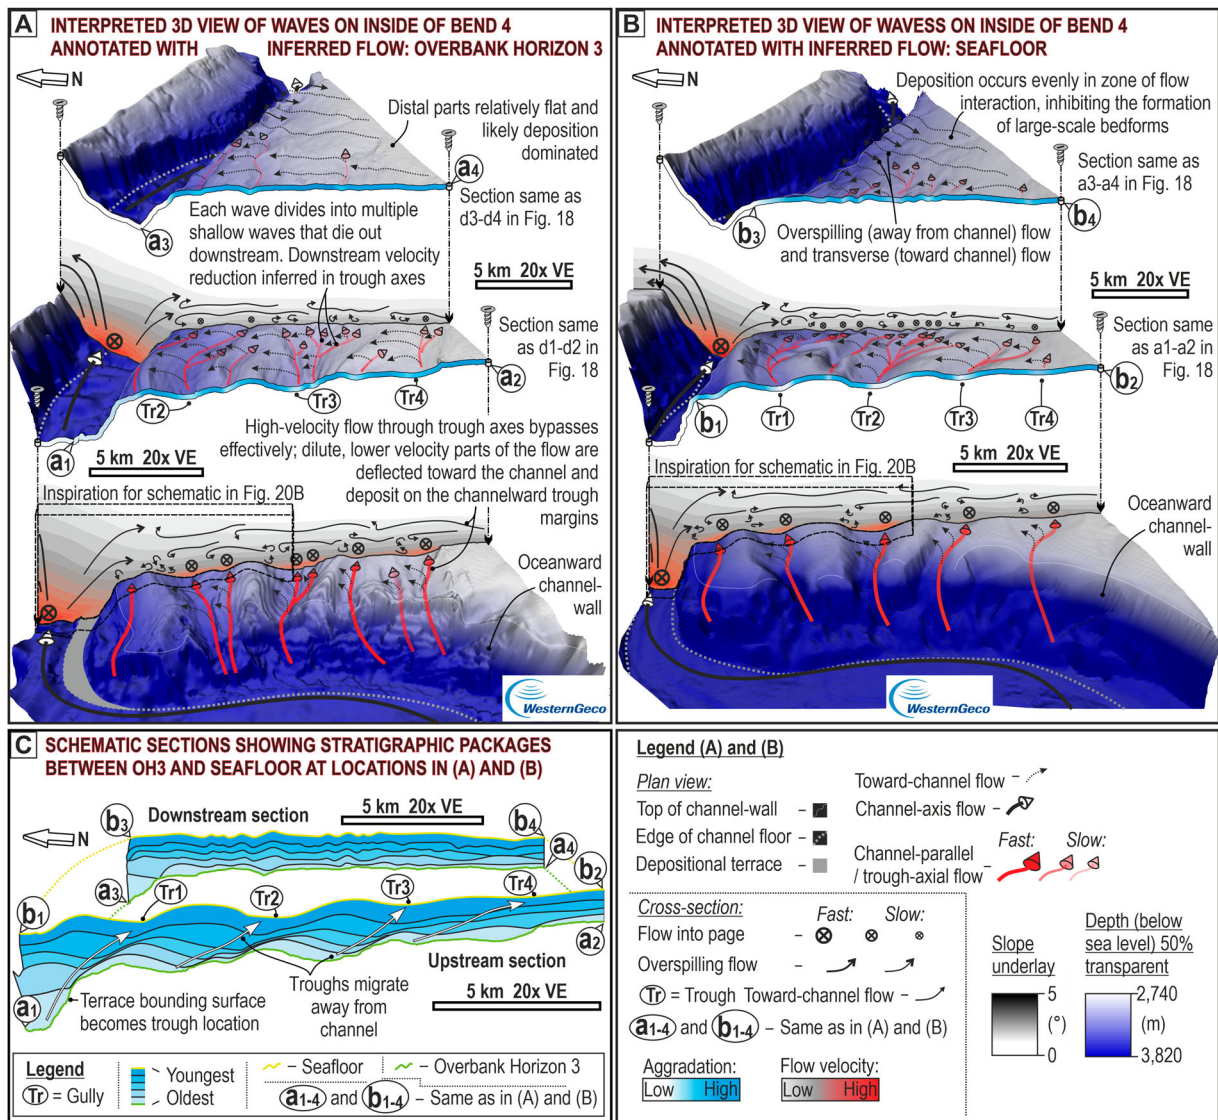 A INTERPRETED 3D VIEW OF WAVES ON INSIDE OF BEND 4
ANNOTATED WITH INFERRED FLOW: OVERBANK HORIZON 3
N
Distal parts relatively flat and
likely deposition
dominated
a4
Section same as
d3-d4 in Fig. 18
a3
Each wave divides into multiple
shallow waves that die out
downstream. Downstream velocity
reduction inferred in trough axes
5 km 20x VE
Section same
as d1-d2 in
Fig. 18
a2
Tr2
Tr3
Tr4
a1
5 km 20x VE
High-velocity flow through trough axes bypasses
effectively; dilute, lower velocity parts of the flow are
deflected toward the channel and
deposit on the channelward trough
margins
Inspiration for schematic in Fig. 20B
Oceanward
channel-
wall
WesternGeco
B INTERPRETED 3D VIEW OF WAVESS ON INSIDE OF BEND 4
ANNOTATED WITH INFERRED FLOW: SEAFLOOR
N
Deposition occurs evenly in zone of flow
interaction, inhibiting the formation
of large-scale bedforms
Section same as
a3-a4 in Fig. 18
b4
b3
Overspilling (away from channel) flow
and transverse (toward channel) flow
5 km 20x VE
Section same
as a1-a2 in
Fig. 18
b2
b1
Tr1
Tr2
Tr3
Tr4
5 km 20x VE
Inspiration for schematic in Fig. 20B
Oceanward
channel-
wall
WesternGeco
C SCHEMATIC SECTIONS SHOWING STRATIGRAPHIC PACKAGES
BETWEEN OH3 AND SEAFLOOR AT LOCATIONS IN (A) AND (B)
N
Downstream section
5 km 20x VE
b3
b4
a4
a3
b2
b1
Tr1
Tr2
Tr3
Tr4
a2
a1
Upstream section
Troughs migrate
away from
channel
Terrace bounding surface
becomes trough location
5 km 20x VE
Legend
Tr = Gully
Youngest
Oldest
– Seafloor
– Overbank Horizon 3
a1-4 and b1-4 – Same as in (A) and (B)
Legend (A) and (B)
Plan view:
Top of channel-wall –
Edge of channel floor –
Depositional terrace –
Toward-channel flow –
Channel-axis flow –
Fast: Slow:
Channel-parallel
/ trough-axial flow –
Cross-section:
Fast: Slow:
Flow into page –
Overspilling flow –
Tr = Trough Toward-channel flow –
a1-4 and b1-4 – Same as in (A) and (B)
Aggradation:
Low High
Flow velocity:
Low High
Slope
underlay
5
(°)
0
Depth (below
sea level) 50%
transparent
2,740
(m)
3,820